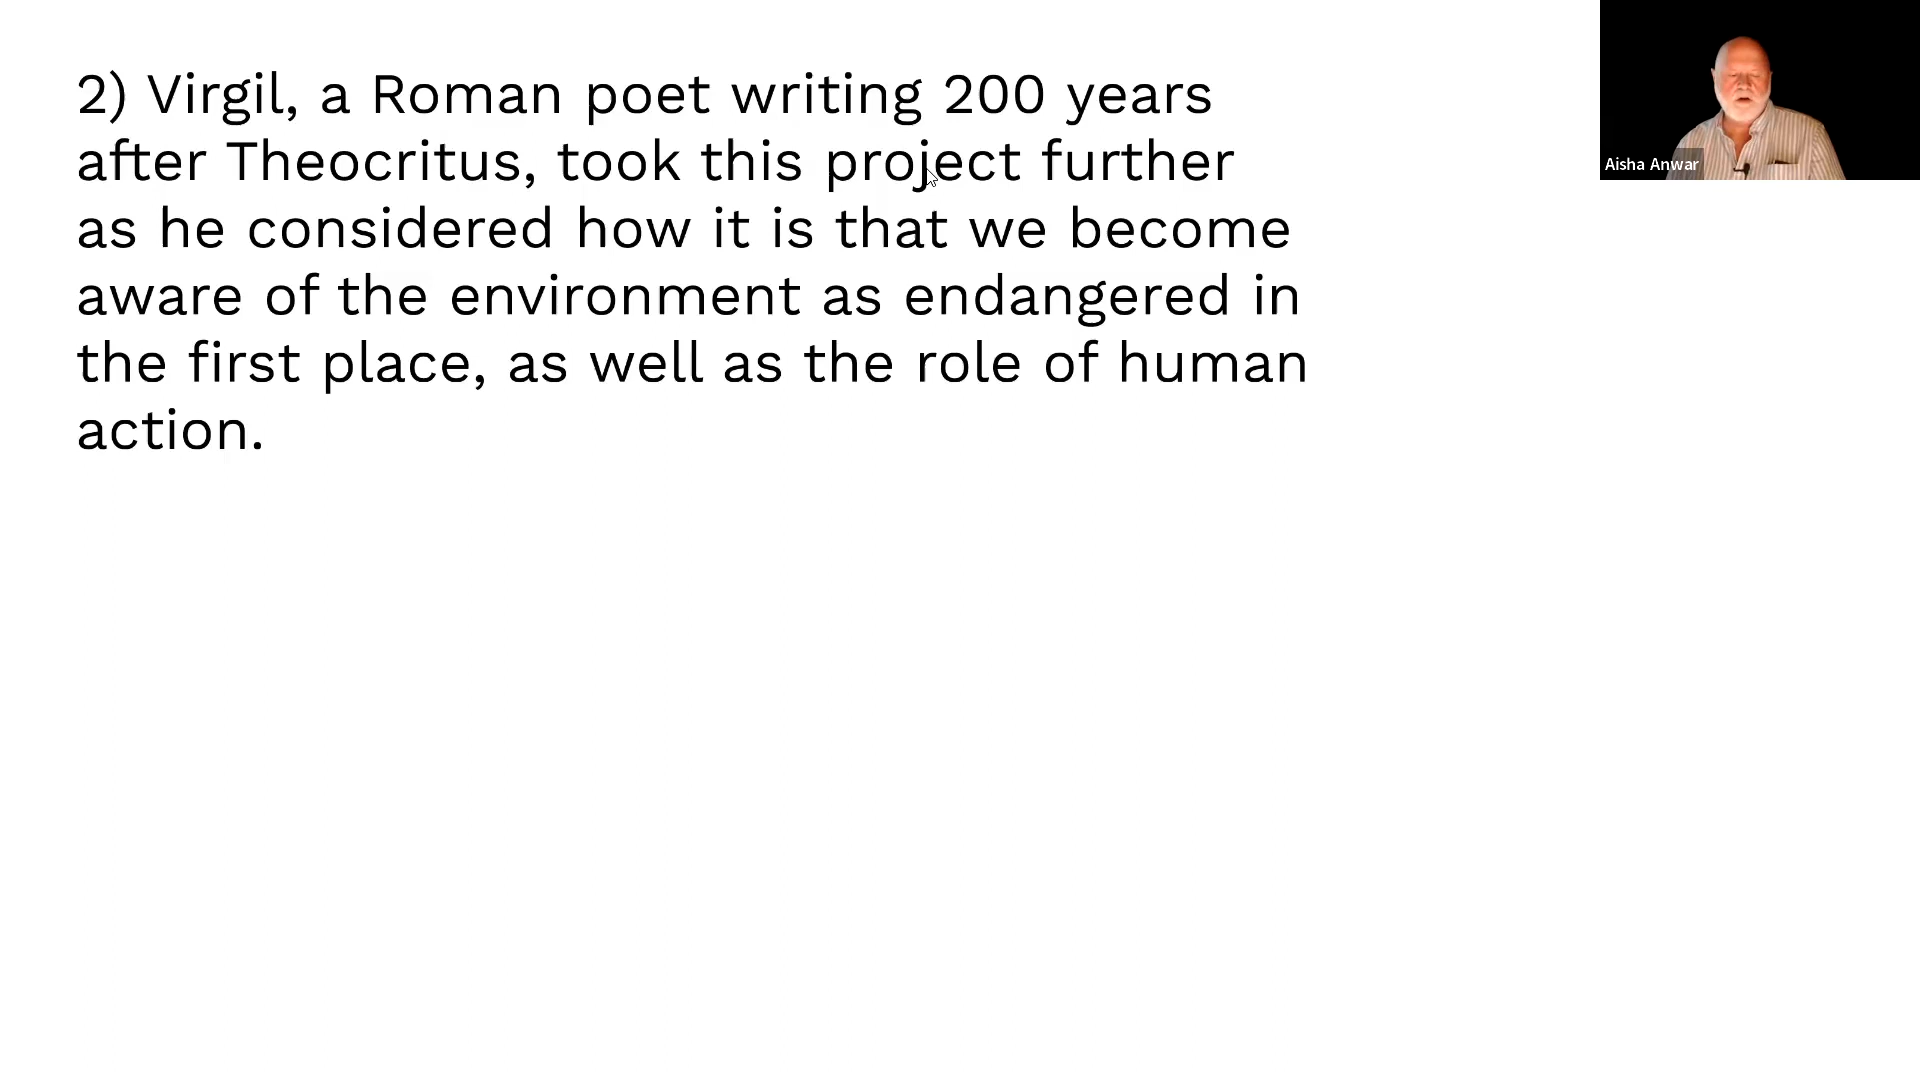 2) Virgil, a Roman poet writing 200 years
after Theocritus, took this project further
as he considered how it is that we become
aware of the environment as endangered in
the first place, as well as the role of human
action.
Aisha Anwar